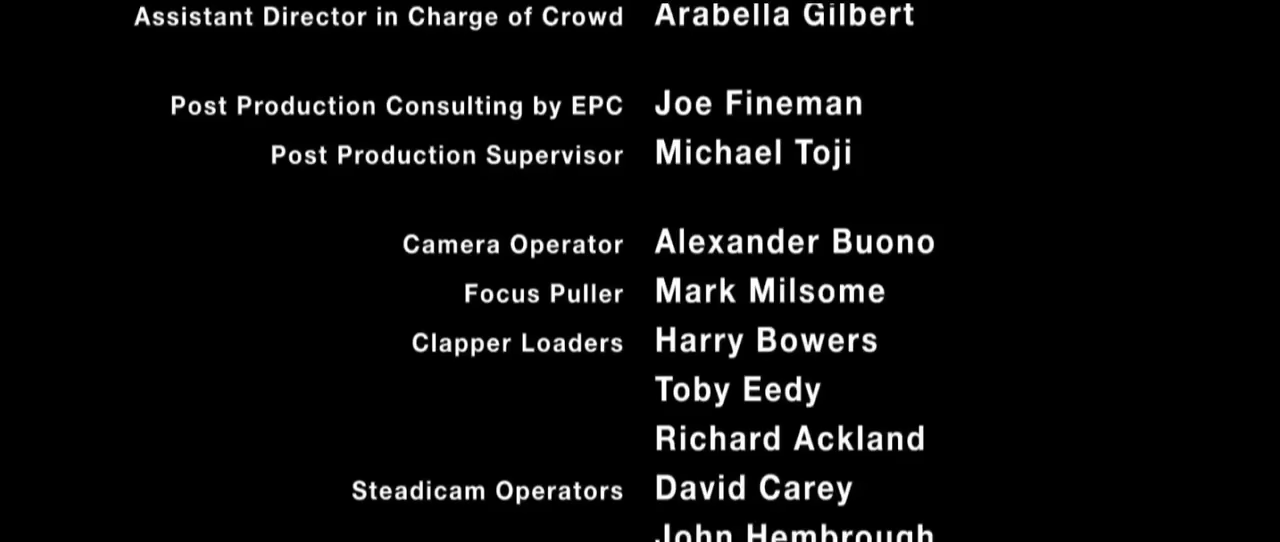 Assistant Director in Charge of Crowd Arabella Gilbert
Post Production Consulting by EPC Joe Fineman
Post Production Supervisor Michael Toji
Camera Operator Alexander Buono
Focus Puller Mark Milsome
Clapper Loaders Harry Bowers
Toby Eedy
Richard Ackland
Steadicam Operators David Carey
John Hembrough